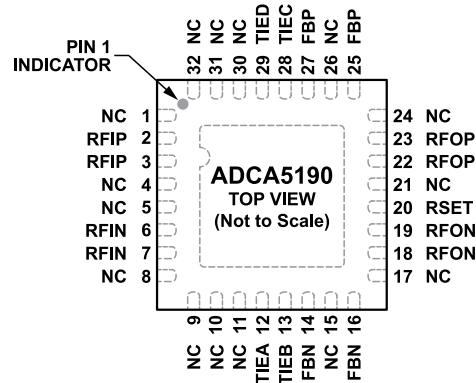 PIN 1
INDICATOR
32 NC
31 NC
30 NC
29 TIED
28 TIEC
27 FBP
26 NC
25 FBP
NC 1
RFIP 2
RFIP 3
NC 4
NC 5
RFIN 6
RFIN 7
NC 8
ADCA5190
TOP VIEW
(Not to Scale)
24 NC
23 RFOP
22 RFOP
21 NC
20 RSET
19 RFON
18 RFON
17 NC
NC 9
NC 10
NC 11
TIEA 12
TIEB 13
FBN 14
NC 15
FBN 16